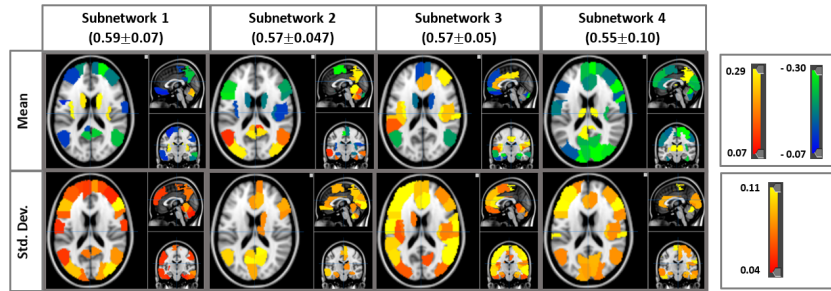 Subnetwork 1
(0.59±0.07)
Subnetwork 2
(0.57±0.047)
Subnetwork 3
(0.57±0.05)
Subnetwork 4
(0.55±0.10)
Mean
0.29
0.07
- 0.30
- 0.07
Std. Dev.
0.11
0.04